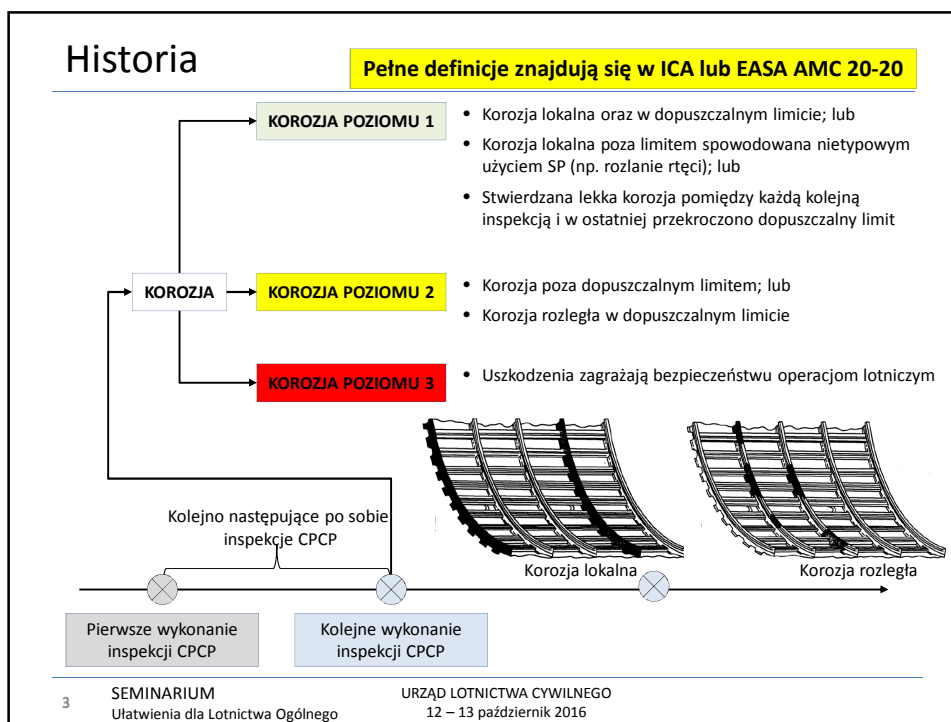 Historia
Pełne definicje znajdują się w ICA lub EASA AMC 20-20
KOROZJA POZIOMU 1
• Korozja lokalna oraz w dopuszczalnym limicie; lub
• Korozja lokalna poza limitem spowodowana nietypowym
użyciem SP (np. rozlanie rtęci); lub
• Stwierdzana lekka korozja pomiędzy każdą kolejną
inspekcją i w ostatniej przekroczono dopuszczalny limit
KOROZJA
KOROZJA POZIOMU 2
• Korozja poza dopuszczalnym limitem; lub
• Korozja rozległa w dopuszczalnym limicie
KOROZJA POZIOMU 3
• Uszkodzenia zagrażają bezpieczeństwu operacjom lotniczym
Kolejno następujące po sobie
inspekcje CPCP
Korozja lokalna
Korozja rozległa
Pierwsze wykonanie
inspekcji CPCP
Kolejne wykonanie
inspekcji CPCP
3
SEMINARIUM
Ułatwienia dla Lotnictwa Ogólnego
URZĄD LOTNICTWA CYWILNEGO
12 – 13 październik 2016